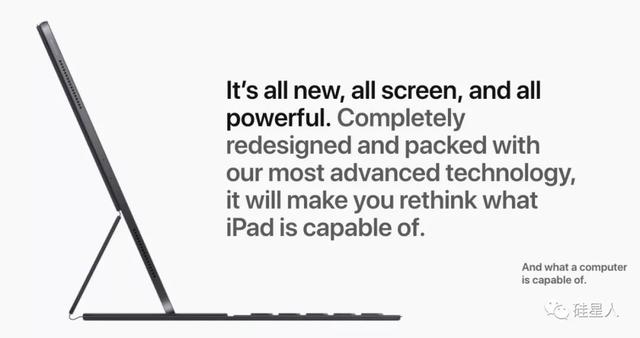 It's all new, all screen, and all
powerful. Completely
redesigned and packed with
our most advanced technology,
it will make you rethink what
iPad is capable of.
And what a computer
is capable of.
硅星人